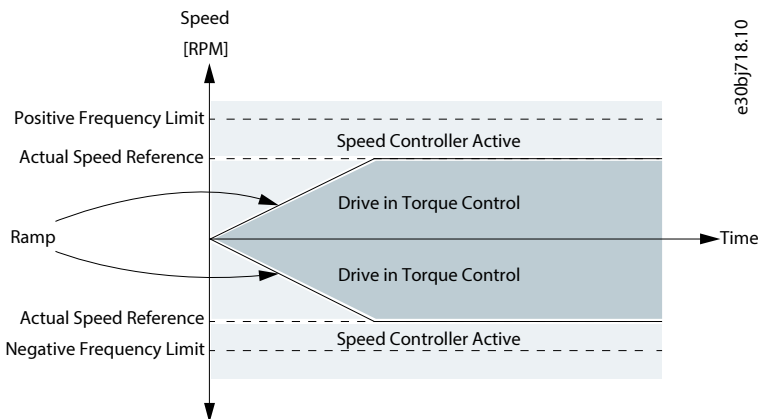 Speed
[RPM]
e30bj718.10
Positive Frequency Limit
Speed Controller Active
Actual Speed Reference
Drive in Torque Control
Ramp
Time
Drive in Torque Control
Actual Speed Reference
Speed Controller Active
Negative Frequency Limit